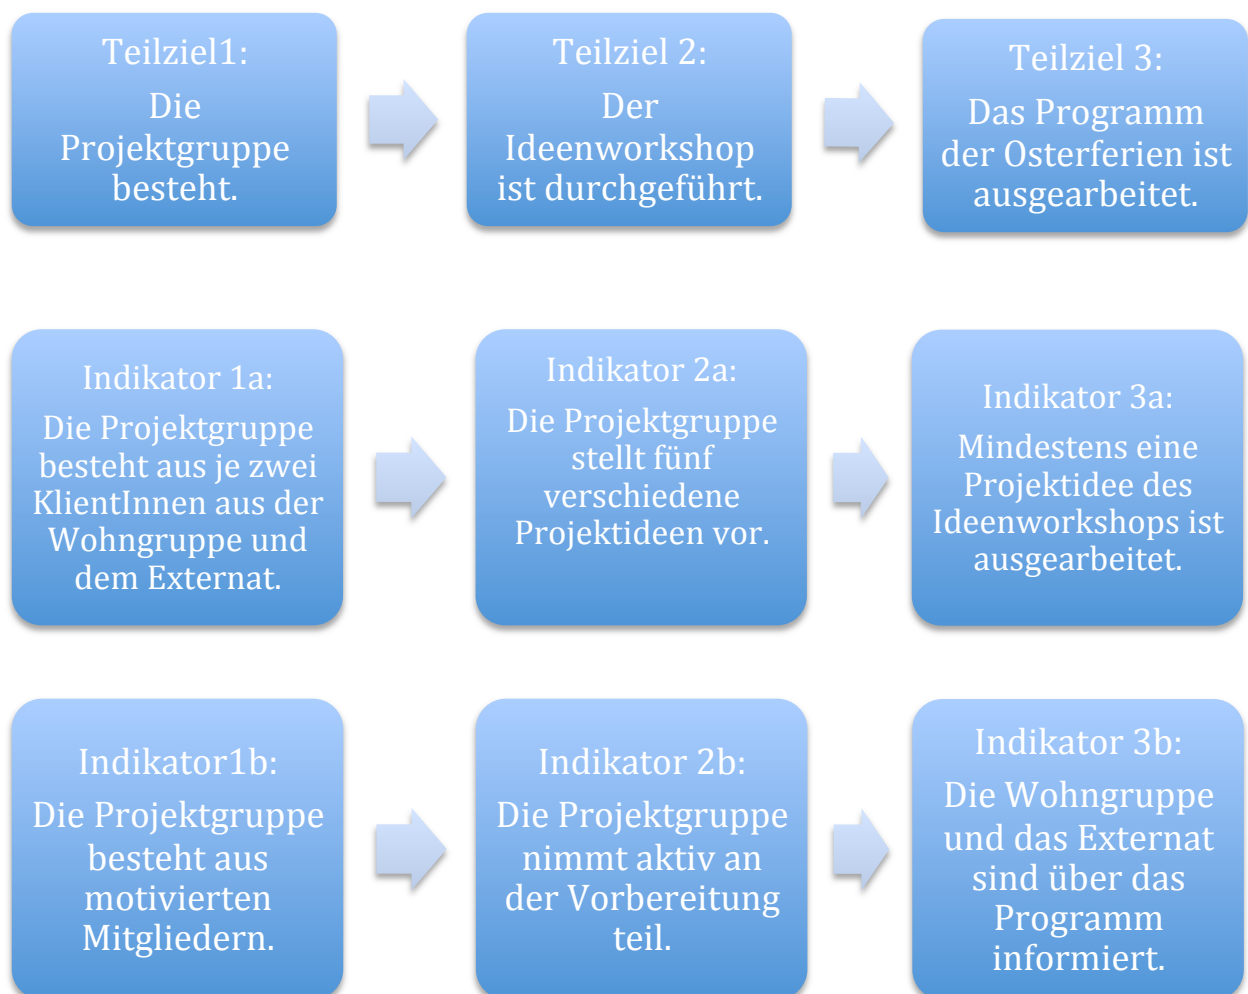 Teilziel1:
Die
Projektgruppe
besteht.
Teilziel 2:
Der
Ideenworkshop
ist durchgeführt.
Teilziel 3:
Das Programm
der Osterferien ist
ausgearbeitet.
Indikator 1a:
Die Projektgruppe
besteht aus je zwei
KlientInnen aus der
Wohngruppe und
dem Externat.
Indikator 2a:
Die Projektgruppe
stellt fünf
verschiedene
Projektideen vor.
Indikator 3a:
Mindestens eine
Projektidee des
Ideenworkshops ist
ausgearbeitet.
Indikator1b:
Die Projektgruppe
besteht aus
motivierten
Mitgliedern.
Indikator 2b:
Die Projektgruppe
nimmt aktiv an
der Vorbereitung
teil.
Indikator 3b:
Die Wohngruppe
und das Externat
sind über das
Programm
informiert.